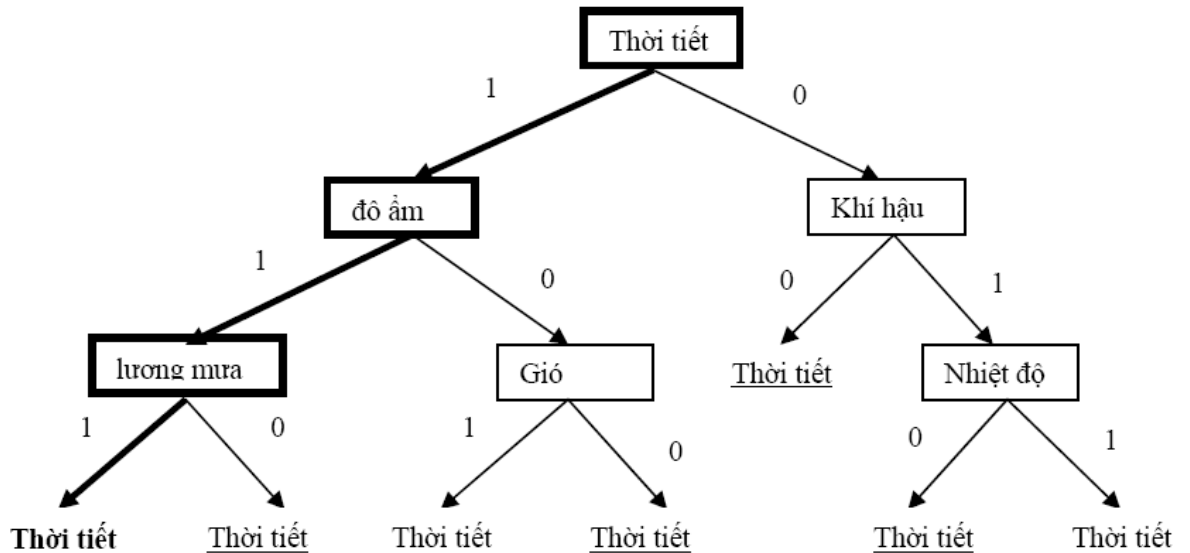 Thời tiết
1
0
đô ẩm
Khí hậu
1
0
0
1
lương mưa
Gió
Thời tiết
Nhiệt độ
1
0
1
0
0
1
Thời tiết
Thời tiết
Thời tiết
Thời tiết
Thời tiết
Thời tiết